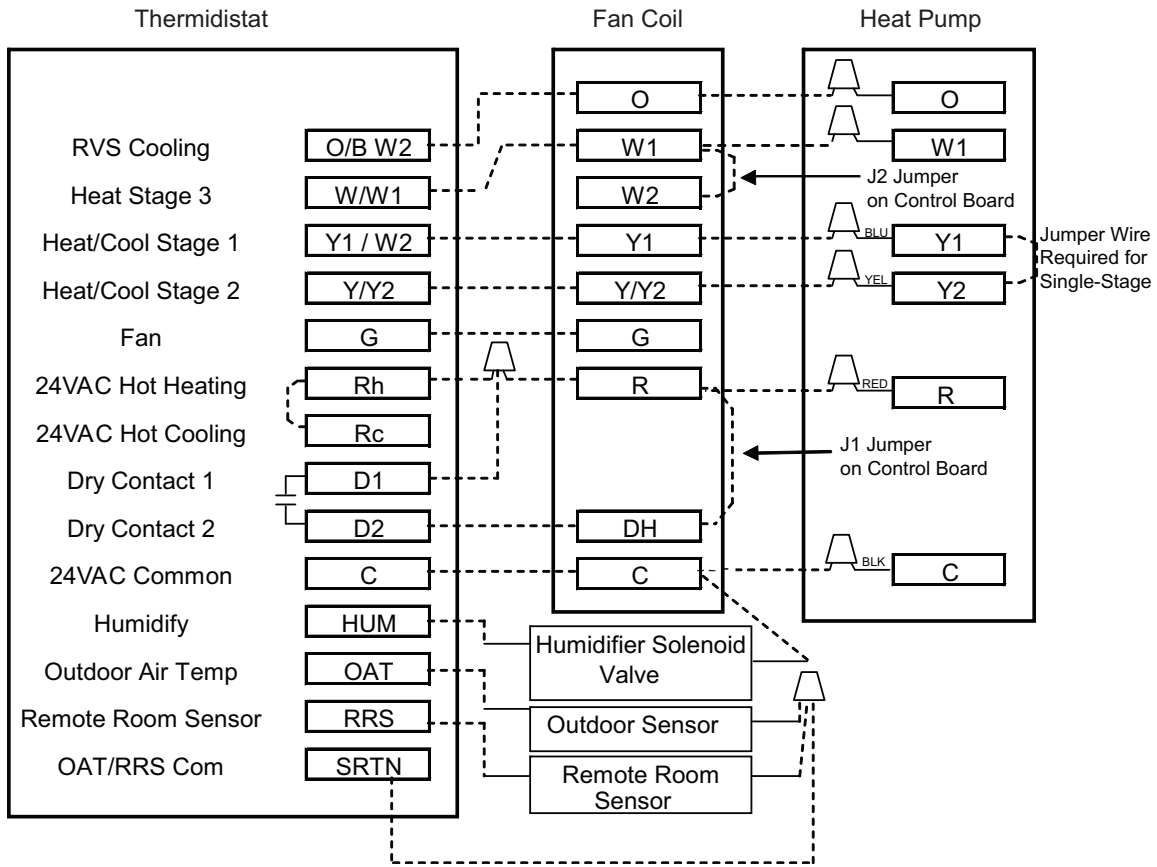 Thermidistat
Fan Coil
Heat Pump
RVS Cooling
Heat Stage 3
Heat/Cool Stage 1
Heat/Cool Stage 2
Fan
24VAC Hot Heating
24VAC Hot Cooling
Dry Contact 1
Dry Contact 2
24VAC Common
Humidify
Outdoor Air Temp
Remote Room Sensor
OAT/RRS Com
O/B W2
W/W1
Y1 / W2
Y/Y2
G
Rh
Rc
D1
D2
C
HUM
OAT
RRS
SRTN
O
W1
W2
Y1
Y/Y2
G
R
DH
C
Humidifier Solenoid
Valve
Outdoor Sensor
Remote Room
Sensor
J2 Jumper
on Control Board
J1 Jumper
on Control Board
BLU
YEL
RED
BLK
O
W1
Y1
Y2
R
C
Jumper Wire
Required for
Single-Stage